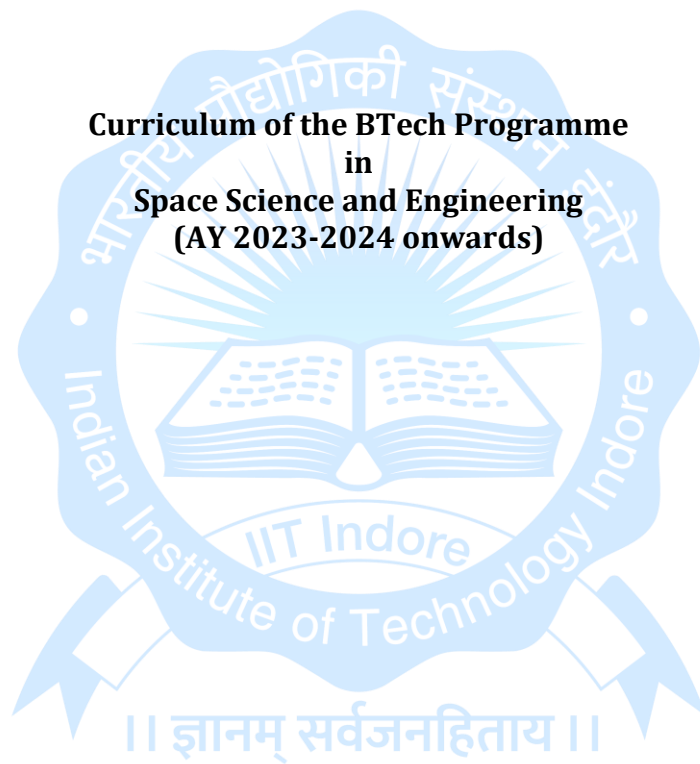 Curriculum of the BTech Programme
in
Space Science and Engineering
(AY 2023-2024 onwards)
भारतीय प्रौद्योगिकी संस्थान इंदौर
Indian Institute of Technology Indore
IIT Indore
।। ज्ञानम् सर्वजनहिताय ।।